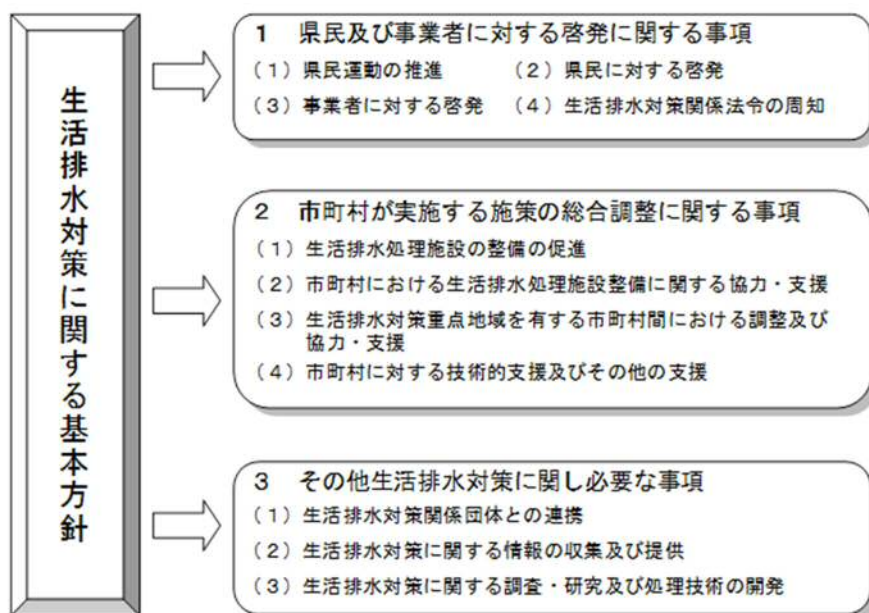 生活排水対策に関する基本方針
1 県民及び事業者に対する啓発に関する事項
(1)県民運動の推進 (2)県民に対する啓発
(3)事業者に対する啓発 (4)生活排水対策関係法令の周知
2 市町村が実施する施策の総合調整に関する事項
(1)生活排水処理施設の整備の促進
(2)市町村における生活排水処理施設整備に関する協力・支援
(3)生活排水対策重点地域を有する市町村間における調整及び
協力・支援
(4)市町村に対する技術的支援及びその他の支援
3 その他生活排水対策に関し必要な事項
(1)生活排水対策関係団体との連携
(2)生活排水対策に関する情報の収集及び提供
(3)生活排水対策に関する調査・研究及び処理技術の開発